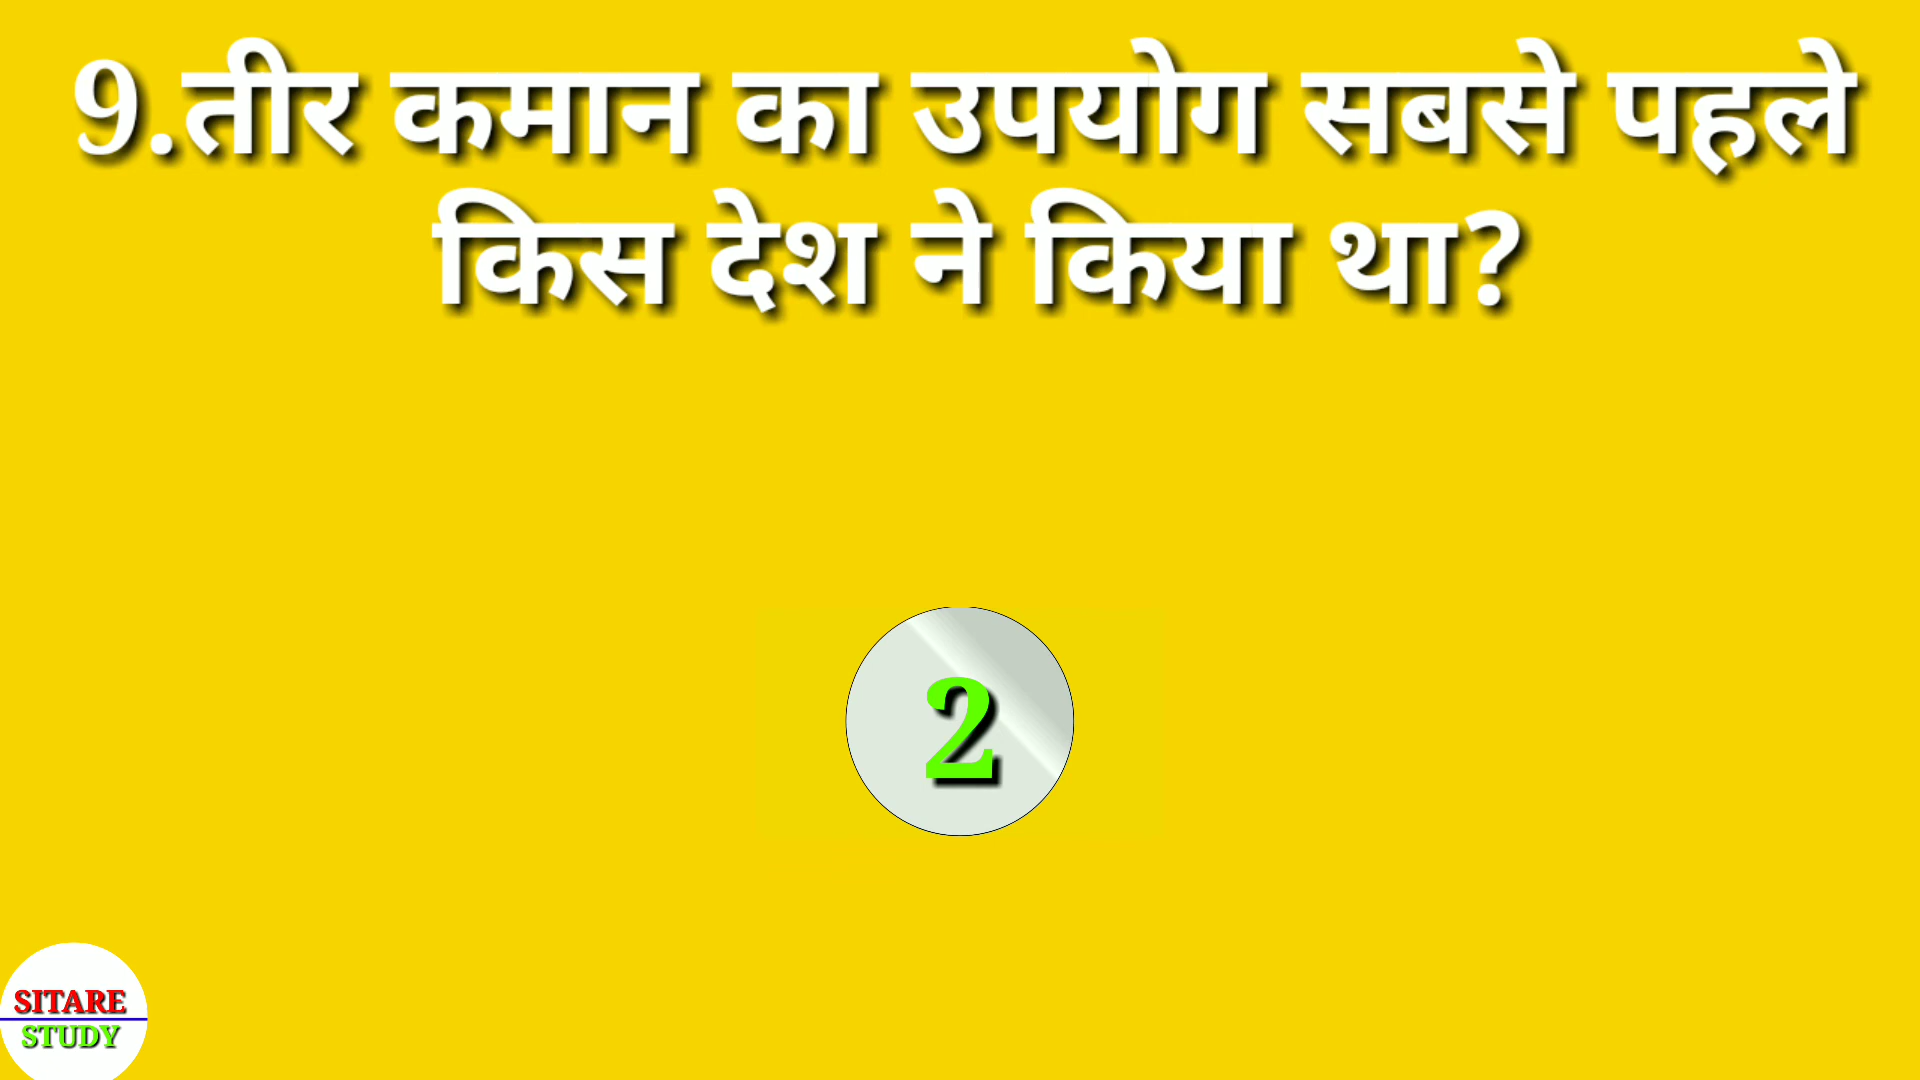 9.तीर कमान का उपयोग सबसे पहले
किस देश ने किया था?
2
SITARE
STUDY